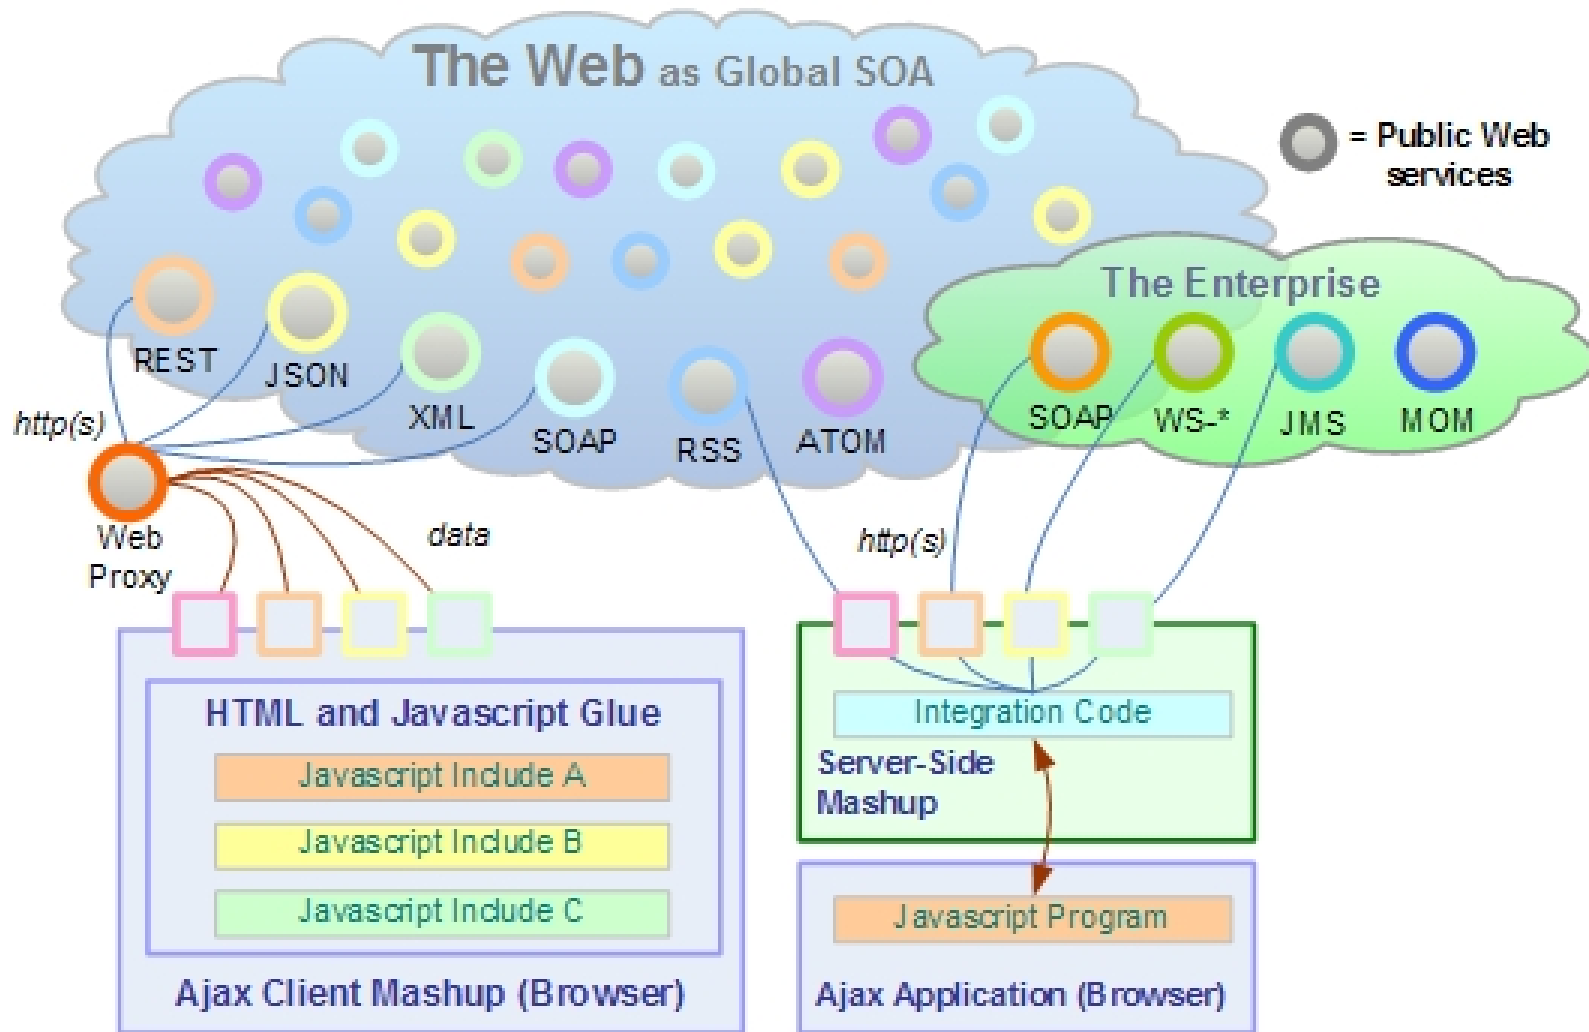 The Web as Global SOA
= Public Web
services
The Enterprise
REST
JSON
XML
SOAP
RSS
ATOM
SOAP
WS-*
JMS
MOM
http(s)
Web
Proxy
data
http(s)
HTML and Javascript Glue
Javascript Include A
Javascript Include B
Javascript Include C
Ajax Client Mashup (Browser)
Integration Code
Server-Side
Mashup
Javascript Program
Ajax Application (Browser)